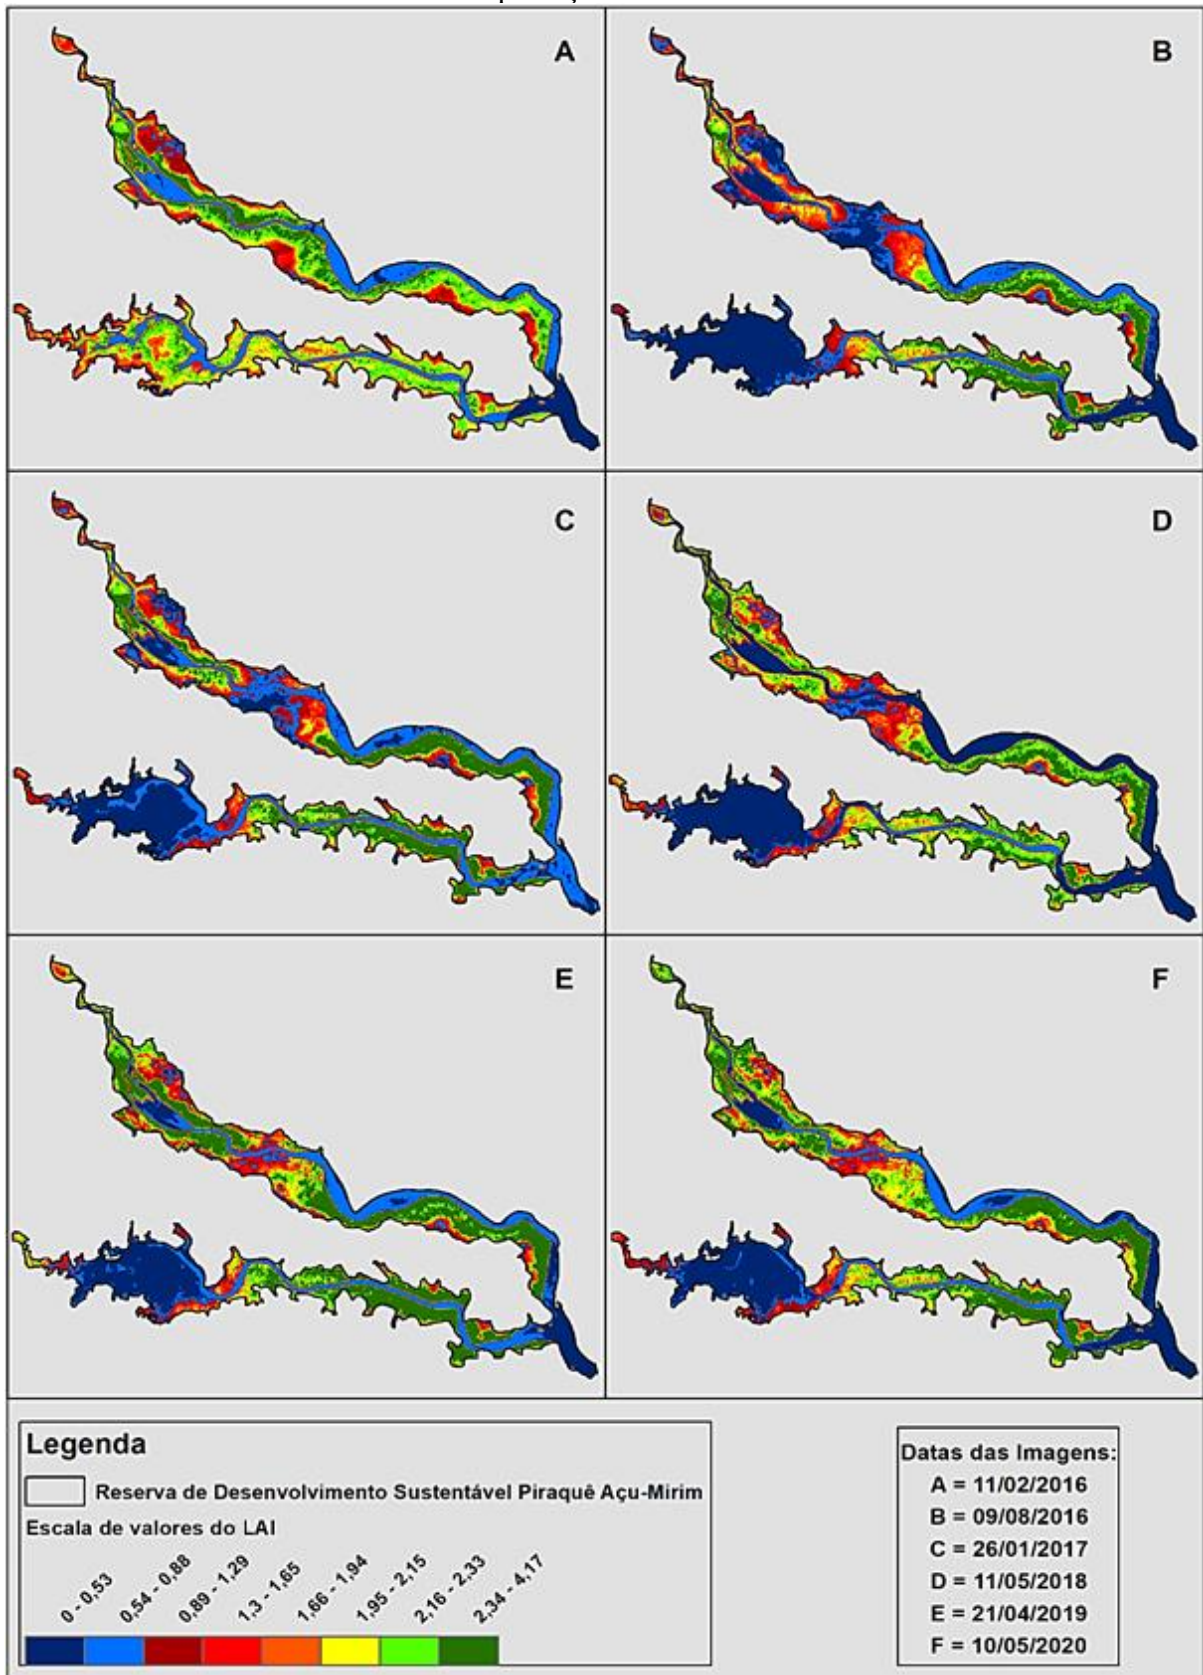 A
B
C
D
E
F
Legenda
Reserva de Desenvolvimento Sustentável Piraquê Açu-Mirim
Escala de valores do LAI
0 - 0,53
0,54 - 0,88
0,89 - 1,29
1,3 - 1,65
1,66 - 1,94
1,95 - 2,15
2,16 - 2,33
2,34 - 4,17
Datas das Imagens:
A = 11/02/2016
B = 09/08/2016
C = 26/01/2017
D = 11/05/2018
E = 21/04/2019
F = 10/05/2020